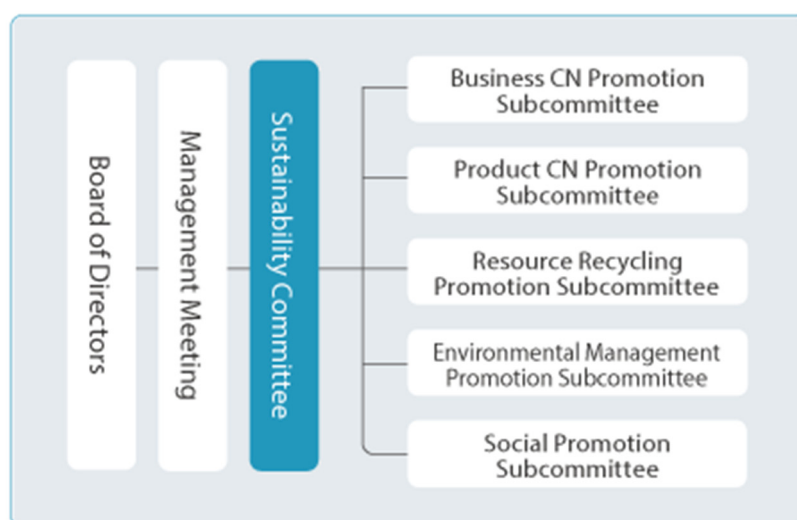 Board of Directors
Management Meeting
Sustainability Committee
Business CN Promotion
Subcommittee
Product CN Promotion
Subcommittee
Resource Recycling
Promotion Subcommittee
Environmental Management
Promotion Subcommittee
Social Promotion
Subcommittee